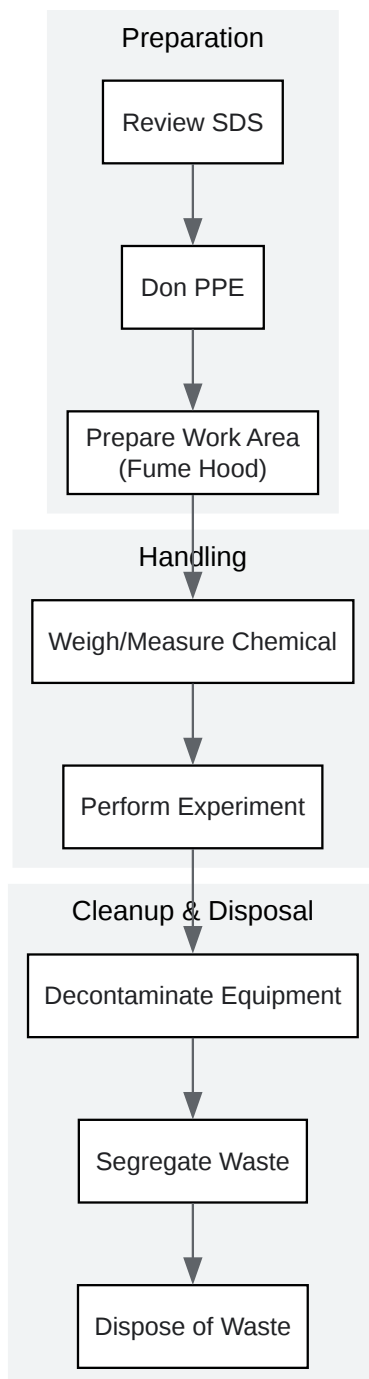 Preparation
Review SDS
Don PPE
Prepare Work Area
(Fume Hood)
Handling
Weigh/Measure Chemical
Perform Experiment
Cleanup & Disposal
Decontaminate Equipment
Segregate Waste
Dispose of Waste